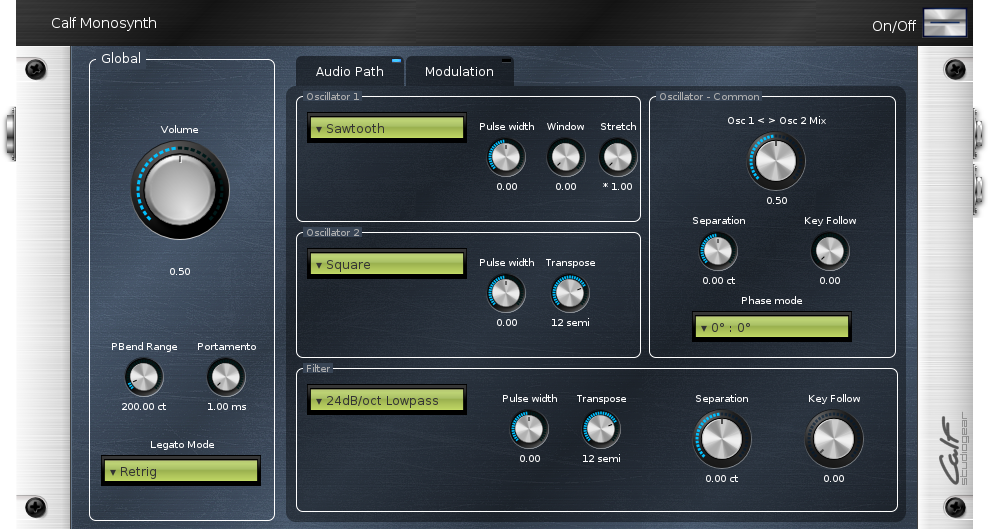 Calf Monosynth
On/Off
Global
Volume
0.50
PBend Range
Portamento
200.00 ct
1.00 ms
Legato Mode
▾ Retrig
Audio Path
Modulation
Oscillator 1
▾ Sawtooth
Pulse width
Window
Stretch
0.00
0.00
* 1.00
Oscillator 2
▾ Square
Pulse width
Transpose
0.00
12 semi
Oscillator - Common
Osc 1 < > Osc 2 Mix
0.50
Separation
Key Follow
0.00 ct
0.00
Phase mode
▾ 0° : 0°
Filter
▾ 24dB/oct Lowpass
Pulse width
Transpose
Separation
Key Follow
0.00
12 semi
0.00 ct
0.00
Calf
studiogear